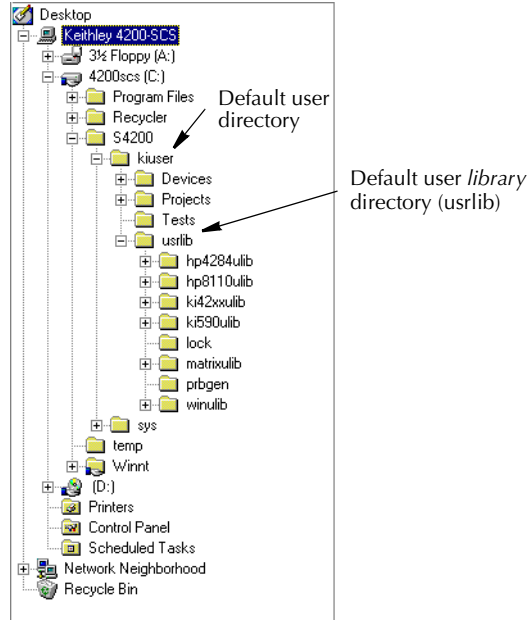 Desktop
Keithley 4200-SCS
3½ Floppy (A:)
4200scs (C:)
Program Files
Recycler
S4200
kiuser
Devices
Projects
Tests
usrlib
hp4284ulib
hp8110ulib
ki42xxulib
ki590ulib
lock
matrixulib
prbgen
winulib
sys
temp
Winnt
(D:)
Printers
Control Panel
Scheduled Tasks
Network Neighborhood
Recycle Bin
Default user
directory
Default user library
directory (usrlib)